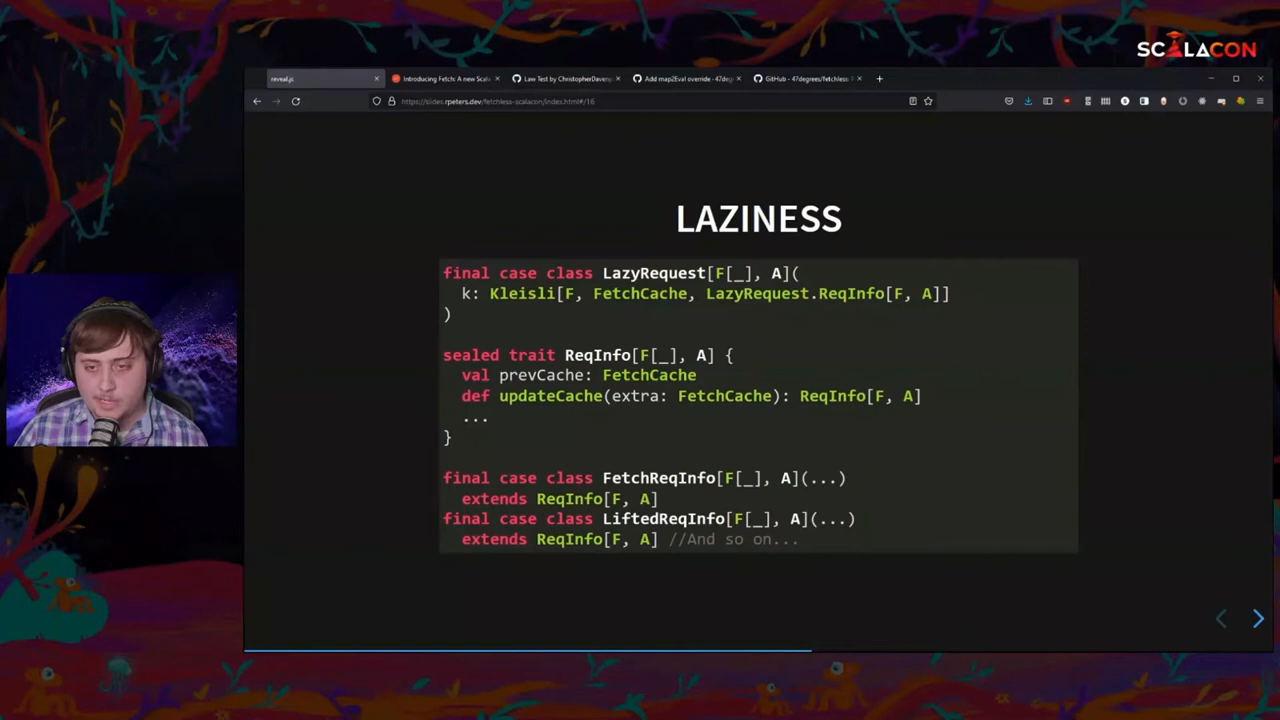 SCALACON
reveal.js
Introducing Fetch: A new Scala
Law Test by ChristopherDavenp
Add map2Eval override · 47deg
GitHub - 47degrees/fetchless
https://slides.rpeters.dev/fetchless-scalacon/index.html#/16
LAZINESS
final case class LazyRequest[F[_], A](
k: Kleisli[F, FetchCache, LazyRequest.ReqInfo[F, A]]
)
sealed trait ReqInfo[F[_], A] {
val prevCache: FetchCache
def updateCache(extra: FetchCache): ReqInfo[F, A]
...
}
final case class FetchReqInfo[F[_], A](...)
extends ReqInfo[F, A]
final case class LiftedReqInfo[F[_], A](...)
extends ReqInfo[F, A] //And so on...